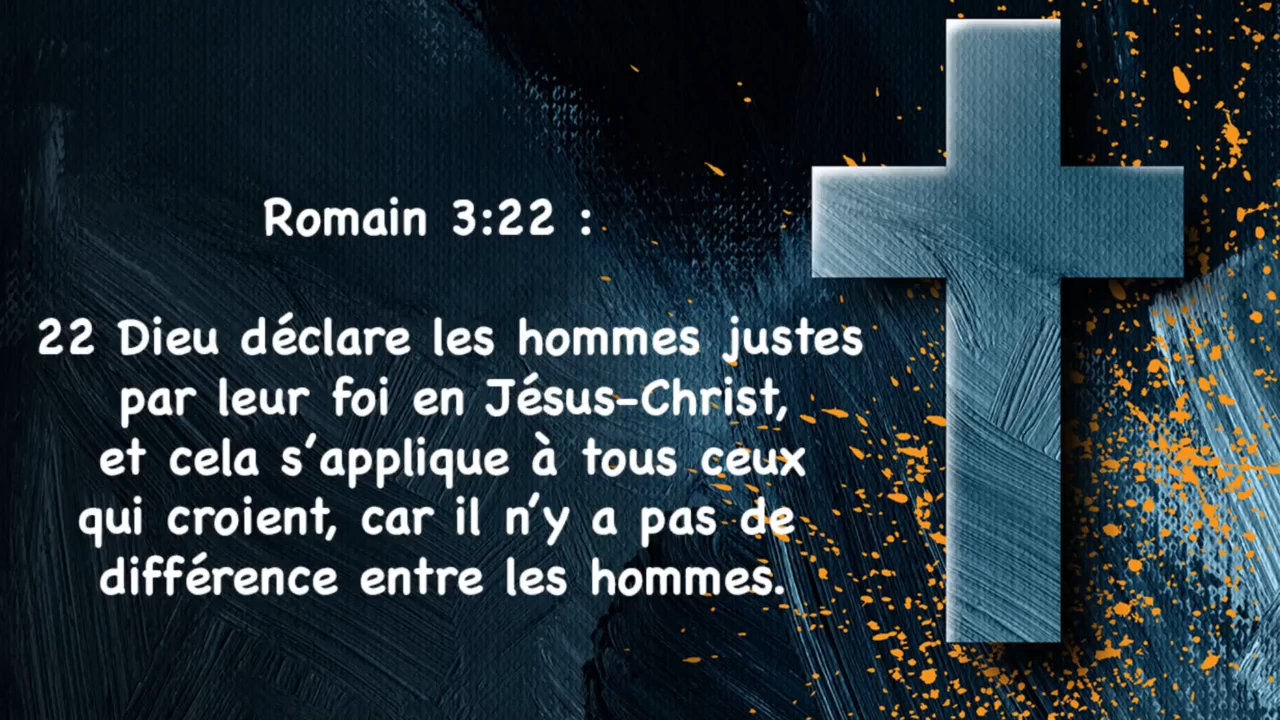 Romain 3:22 :
22 Dieu déclare les hommes justes
par leur foi en Jésus-Christ,
et cela s’applique à tous ceux
qui croient, car il n’y a pas de
différence entre les hommes.